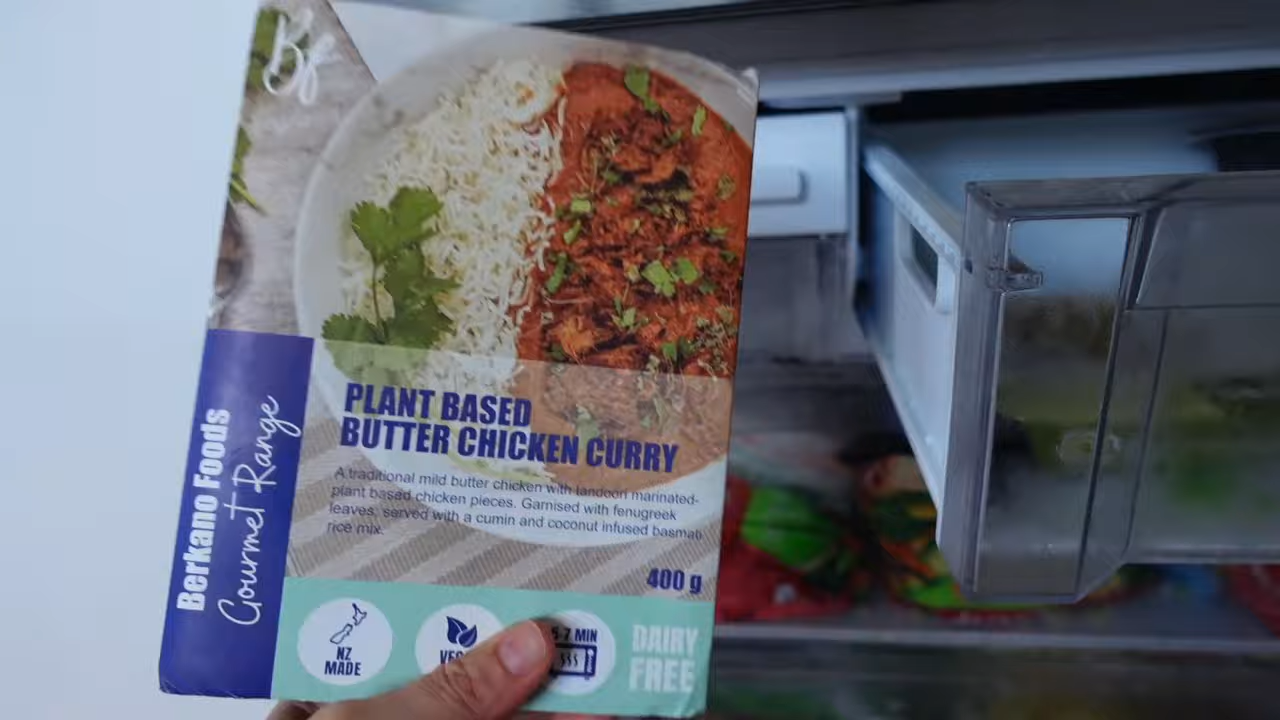 Berkano Foods
Gourmet Range
PLANT BASED
BUTTER CHICKEN CURRY
A traditional mild butter chicken with tandoori marinated-
plant based chicken pieces. Garnised with fenugreek
leaves, served with a cumin and coconut infused basmati
rice mix.
400 g
NZ
MADE
7 MIN
DAIRY
FREE